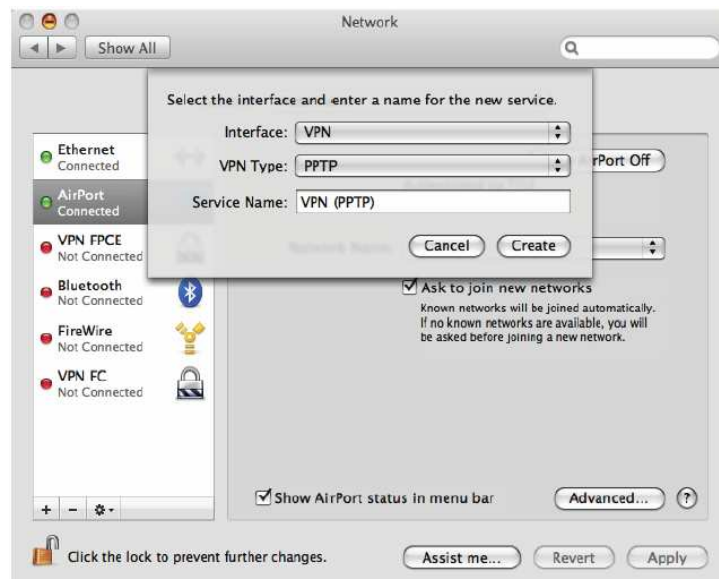 Network
Show All
Select the interface and enter a name for the new service.
Interface: VPN
VPN Type: PPTP
Service Name: VPN (PPTP)
Cancel Create
Ethernet
Connected
AirPort
Connected
VPN FPCE
Not Connected
Bluetooth
Not Connected
FireWire
Not Connected
VPN FC
Not Connected
rPort Off
Ask to join new networks
Known networks will be joined automatically.
If no known networks are available, you will
be asked before joining a new network.
Show AirPort status in menu bar
Advanced... ?
Click the lock to prevent further changes.
Assist me... Revert Apply